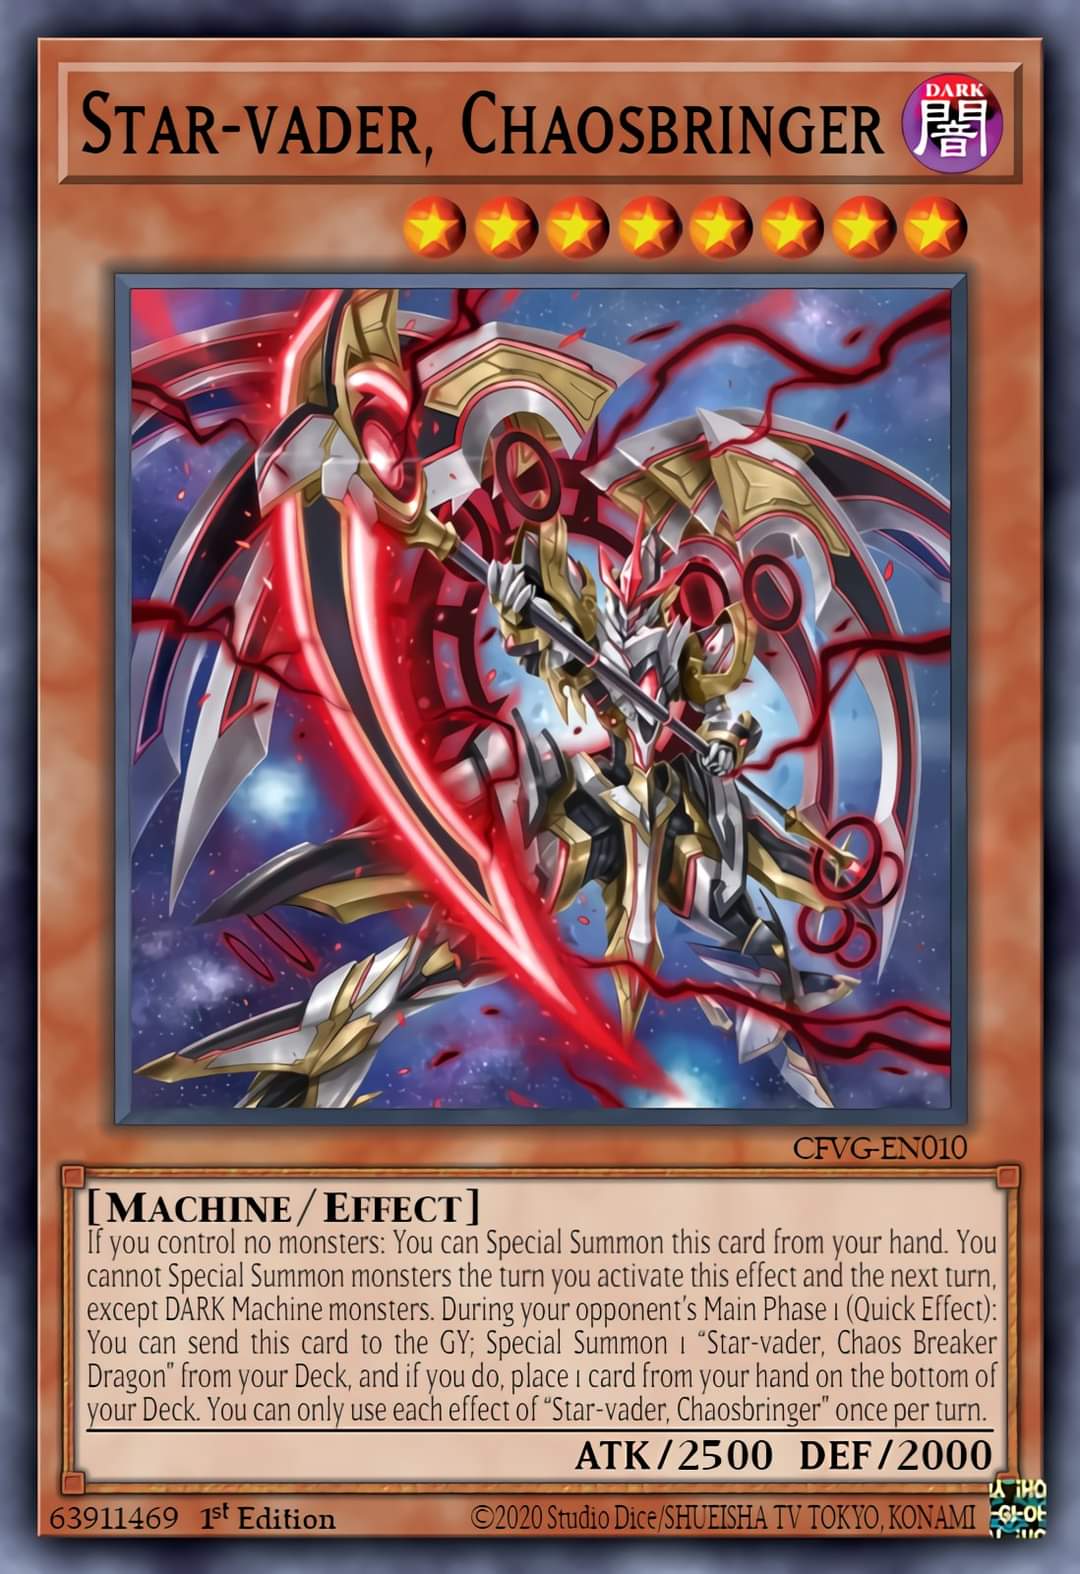 Star-vader, Chaosbringer
DARK
闇
CFVG-EN010
[Machine/Effect]
If you control no monsters: You can Special Summon this card from your hand. You
cannot Special Summon monsters the turn you activate this effect and the next turn,
except DARK Machine monsters. During your opponent's Main Phase 1 (Quick Effect):
You can send this card to the GY; Special Summon 1 “Star-vader, Chaos Breaker
Dragon” from your Deck, and if you do, place 1 card from your hand on the bottom of
your Deck. You can only use each effect of “Star-vader, Chaosbringer” once per turn.
ATK/2500 DEF/2000
63911469 1st Edition ©2020 Studio Dice/SHUEISHA TV TOKYO, KONAMI